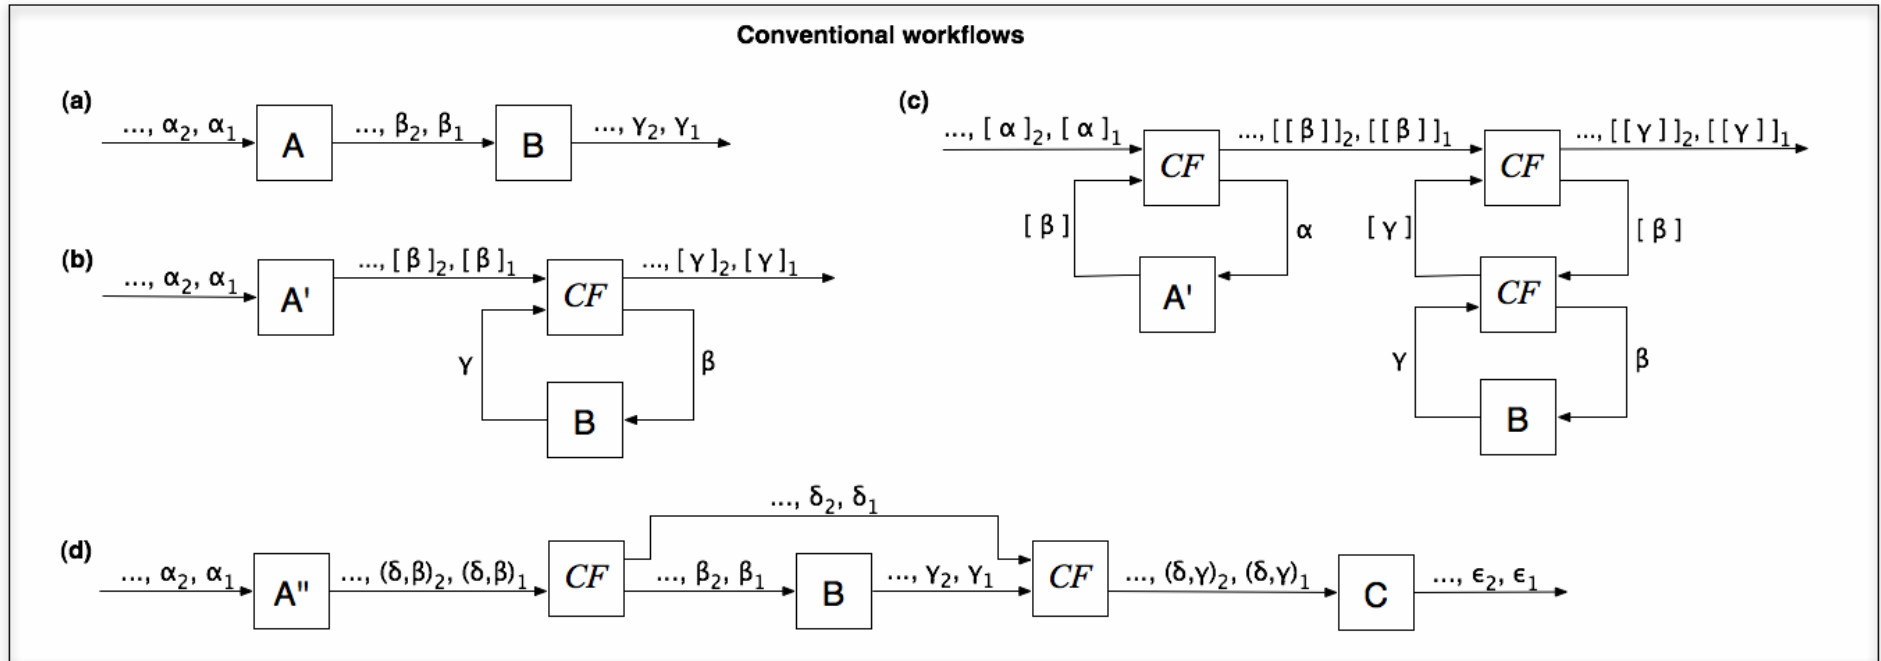 Conventional workflows
(a)
..., α2, α1
A
..., β2, β1
B
..., γ2, γ1
(b)
..., α2, α1
A'
..., [ β ]2, [ β ]1
CF
..., [ γ ]2, [ γ ]1
γ
β
B
(c)
..., [ α ]2, [ α ]1
CF
..., [[ β ]]2, [[ β ]]1
CF
..., [[ γ ]]2, [[ γ ]]1
[ β ]
α
A'
[ γ ]
[ β ]
CF
γ
β
B
(d)
..., α2, α1
A"
..., (δ,β)2, (δ,β)1
CF
..., δ2, δ1
..., β2, β1
B
..., γ2, γ1
CF
..., (δ,γ)2, (δ,γ)1
C
..., ϵ2, ϵ1